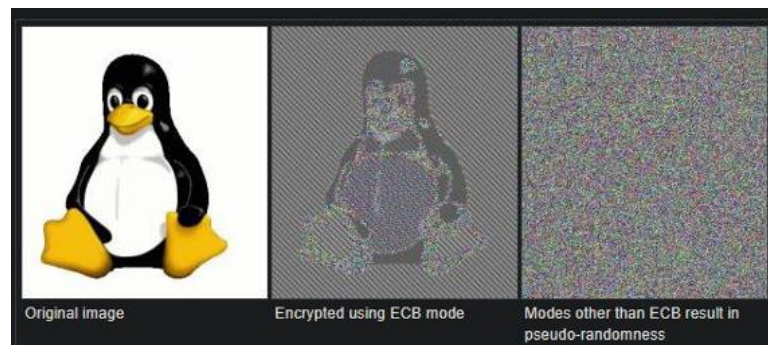 Original image
Encrypted using ECB mode
Modes other than ECB result in
pseudo-randomness